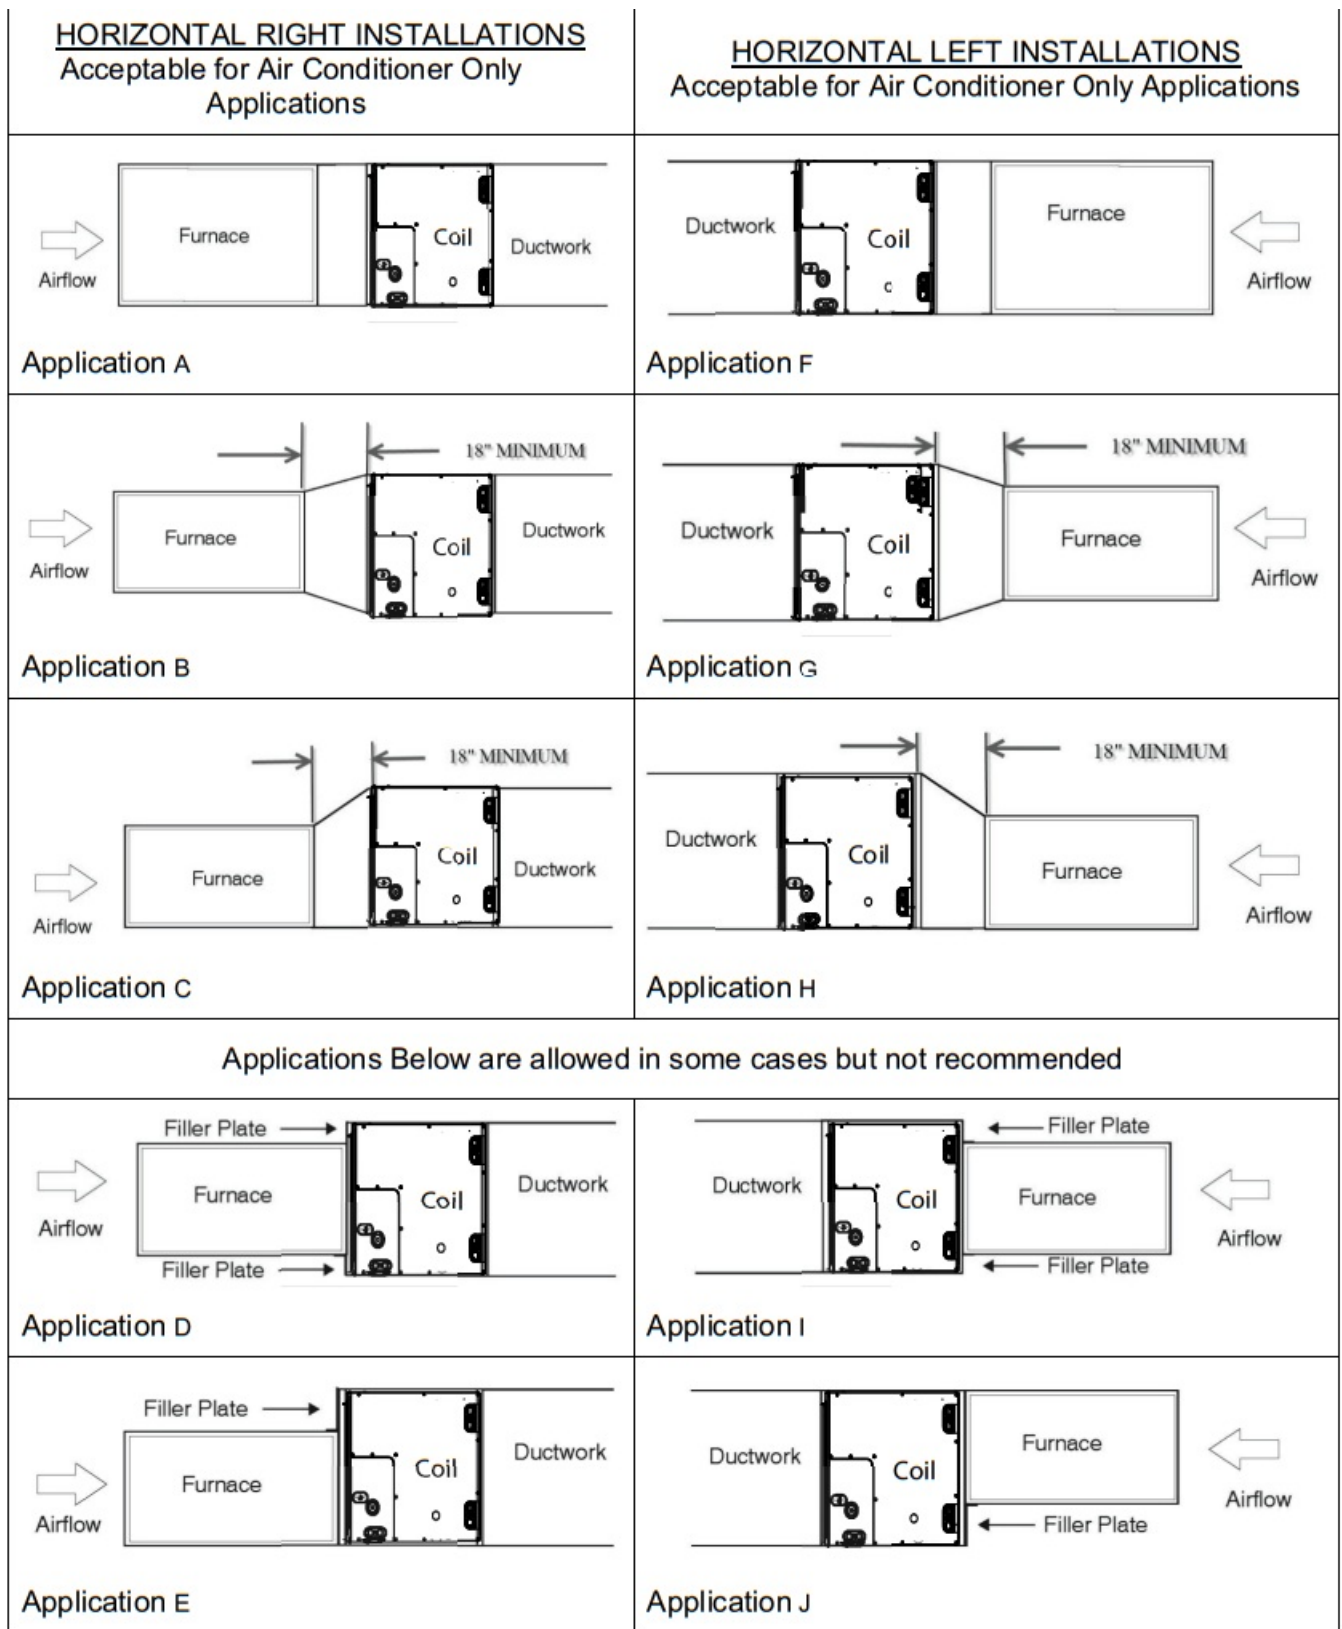 HORIZONTAL RIGHT INSTALLATIONS
Acceptable for Air Conditioner Only
Applications
HORIZONTAL LEFT INSTALLATIONS
Acceptable for Air Conditioner Only Applications
Furnace
Coil
Ductwork
Airflow
Application A
Ductwork
Coil
Furnace
Airflow
Application F
18" MINIMUM
Furnace
Coil
Ductwork
Airflow
Application B
18" MINIMUM
Ductwork
Coil
Furnace
Airflow
Application G
18" MINIMUM
Furnace
Coil
Ductwork
Airflow
Application C
18" MINIMUM
Ductwork
Coil
Furnace
Airflow
Application H
Applications Below are allowed in some cases but not recommended
Filler Plate
Furnace
Coil
Ductwork
Airflow
Filler Plate
Application D
Filler Plate
Ductwork
Coil
Furnace
Airflow
Filler Plate
Application I
Filler Plate
Furnace
Coil
Ductwork
Airflow
Application E
Ductwork
Coil
Furnace
Airflow
Filler Plate
Application J